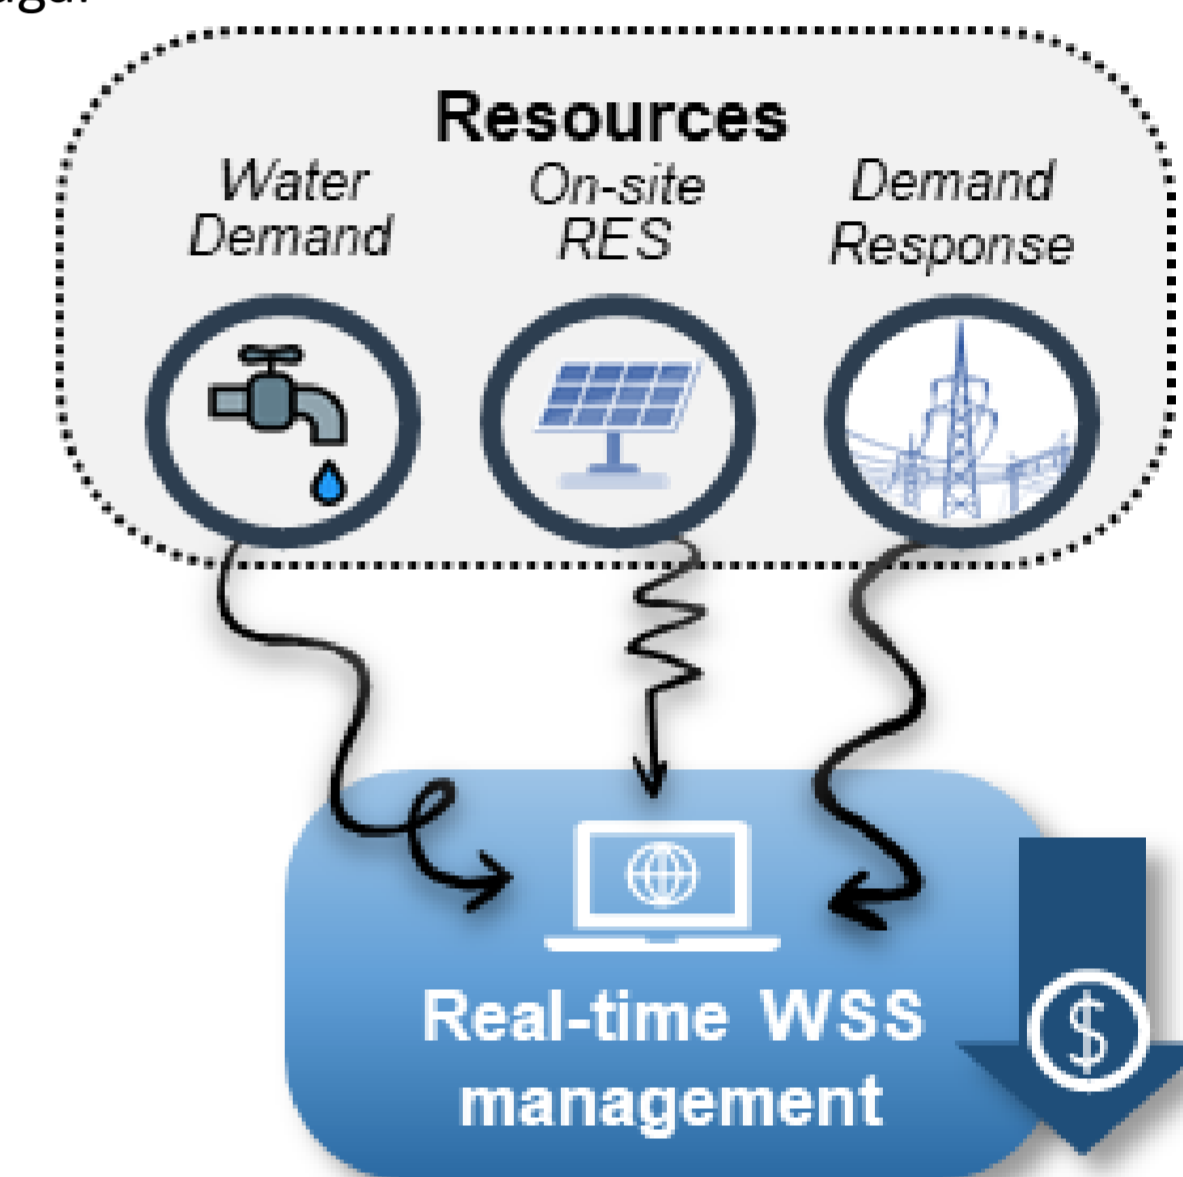 Resources
Water
Demand
On-site
RES
Demand
Response
Real-time WSS
management
$